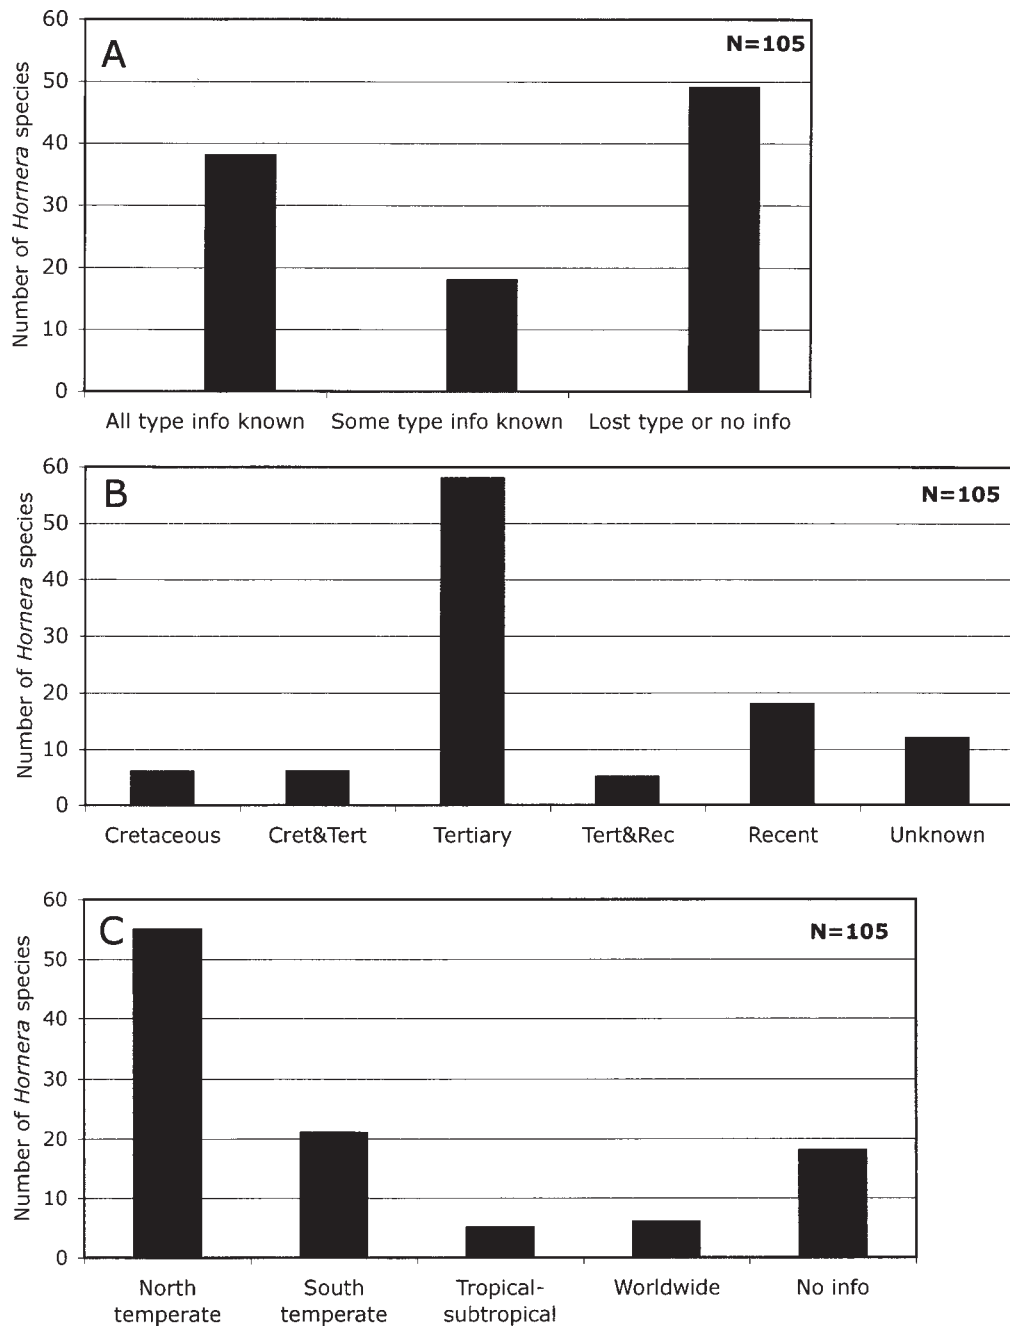 60
A
N=105
50
40
30
20
10
0
Number of Hornera species
All type info known
Some type info known
Lost type or no info
60
B
N=105
50
40
30
20
10
0
Number of Hornera species
Cretaceous
Cret&Tert
Tertiary
Tert&Rec
Recent
Unknown
60
C
N=105
50
40
30
20
10
0
Number of Hornera species
North
temperate
South
temperate
Tropical-
subtropical
Worldwide
No info